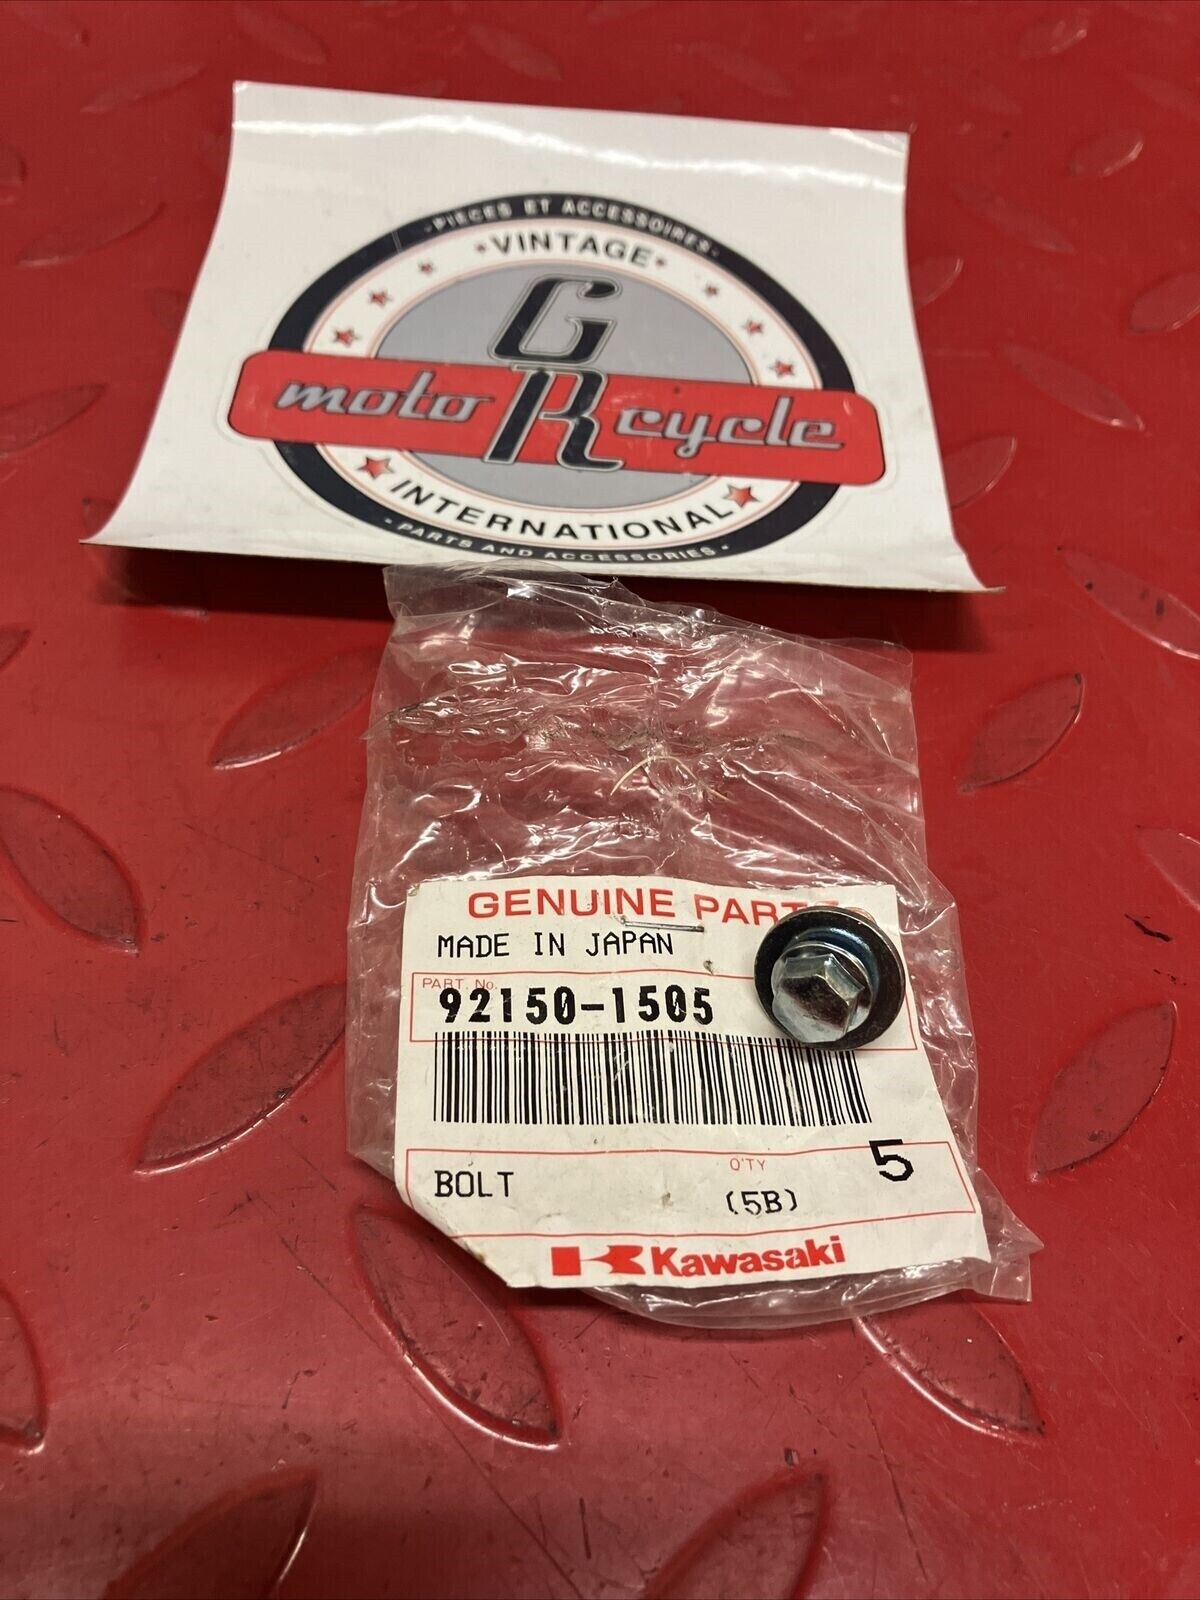 ·PIECES ET ACCESSOIRES·
·VINTAGE·
GR
moto cycle
INTERNATIONAL
·PARTS AND ACCESSORIES·
GENUINE PARTS
MADE IN JAPAN
PART. No.
92150-1505
BOLT
Q'TY
5
(5B)
Kawasaki